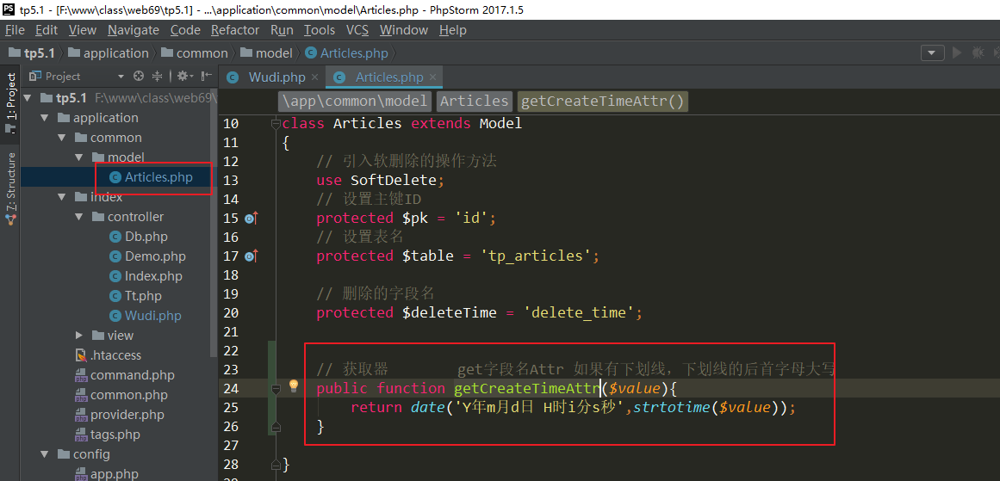 PS tp5.1 - [F:\www\class\web69\tp5.1] - ...\application\common\model\Articles.php - PhpStorm 2017.1.5
File Edit View Navigate Code Refactor Run Tools VCS Window Help
tp5.1 application common model Articles.php
1: Project
7: Structure
Project
Wudi.php Articles.php
tp5.1 F:\www\class\web69\
application
common
model
Articles.php
index
controller
Db.php
Demo.php
Index.php
Tt.php
Wudi.php
view
.htaccess
command.php
common.php
provider.php
tags.php
config
app.php
\app\common\model Articles getCreateTimeAttr()
10 class Articles extends Model
11 {
12 // 引入软删除的操作方法
13 use SoftDelete;
14 // 设置主键ID
15 protected $pk = 'id';
16 // 设置表名
17 protected $table = 'tp_articles';
18
19 // 删除的字段名
20 protected $deleteTime = 'delete_time';
21
22
23 // 获取器 get字段名Attr 如果有下划线,下划线的后首字母大写
24 public function getCreateTimeAttr($value){
25 return date('Y年m月d日 H时i分s秒',strtotime($value));
26 }
27
28 }